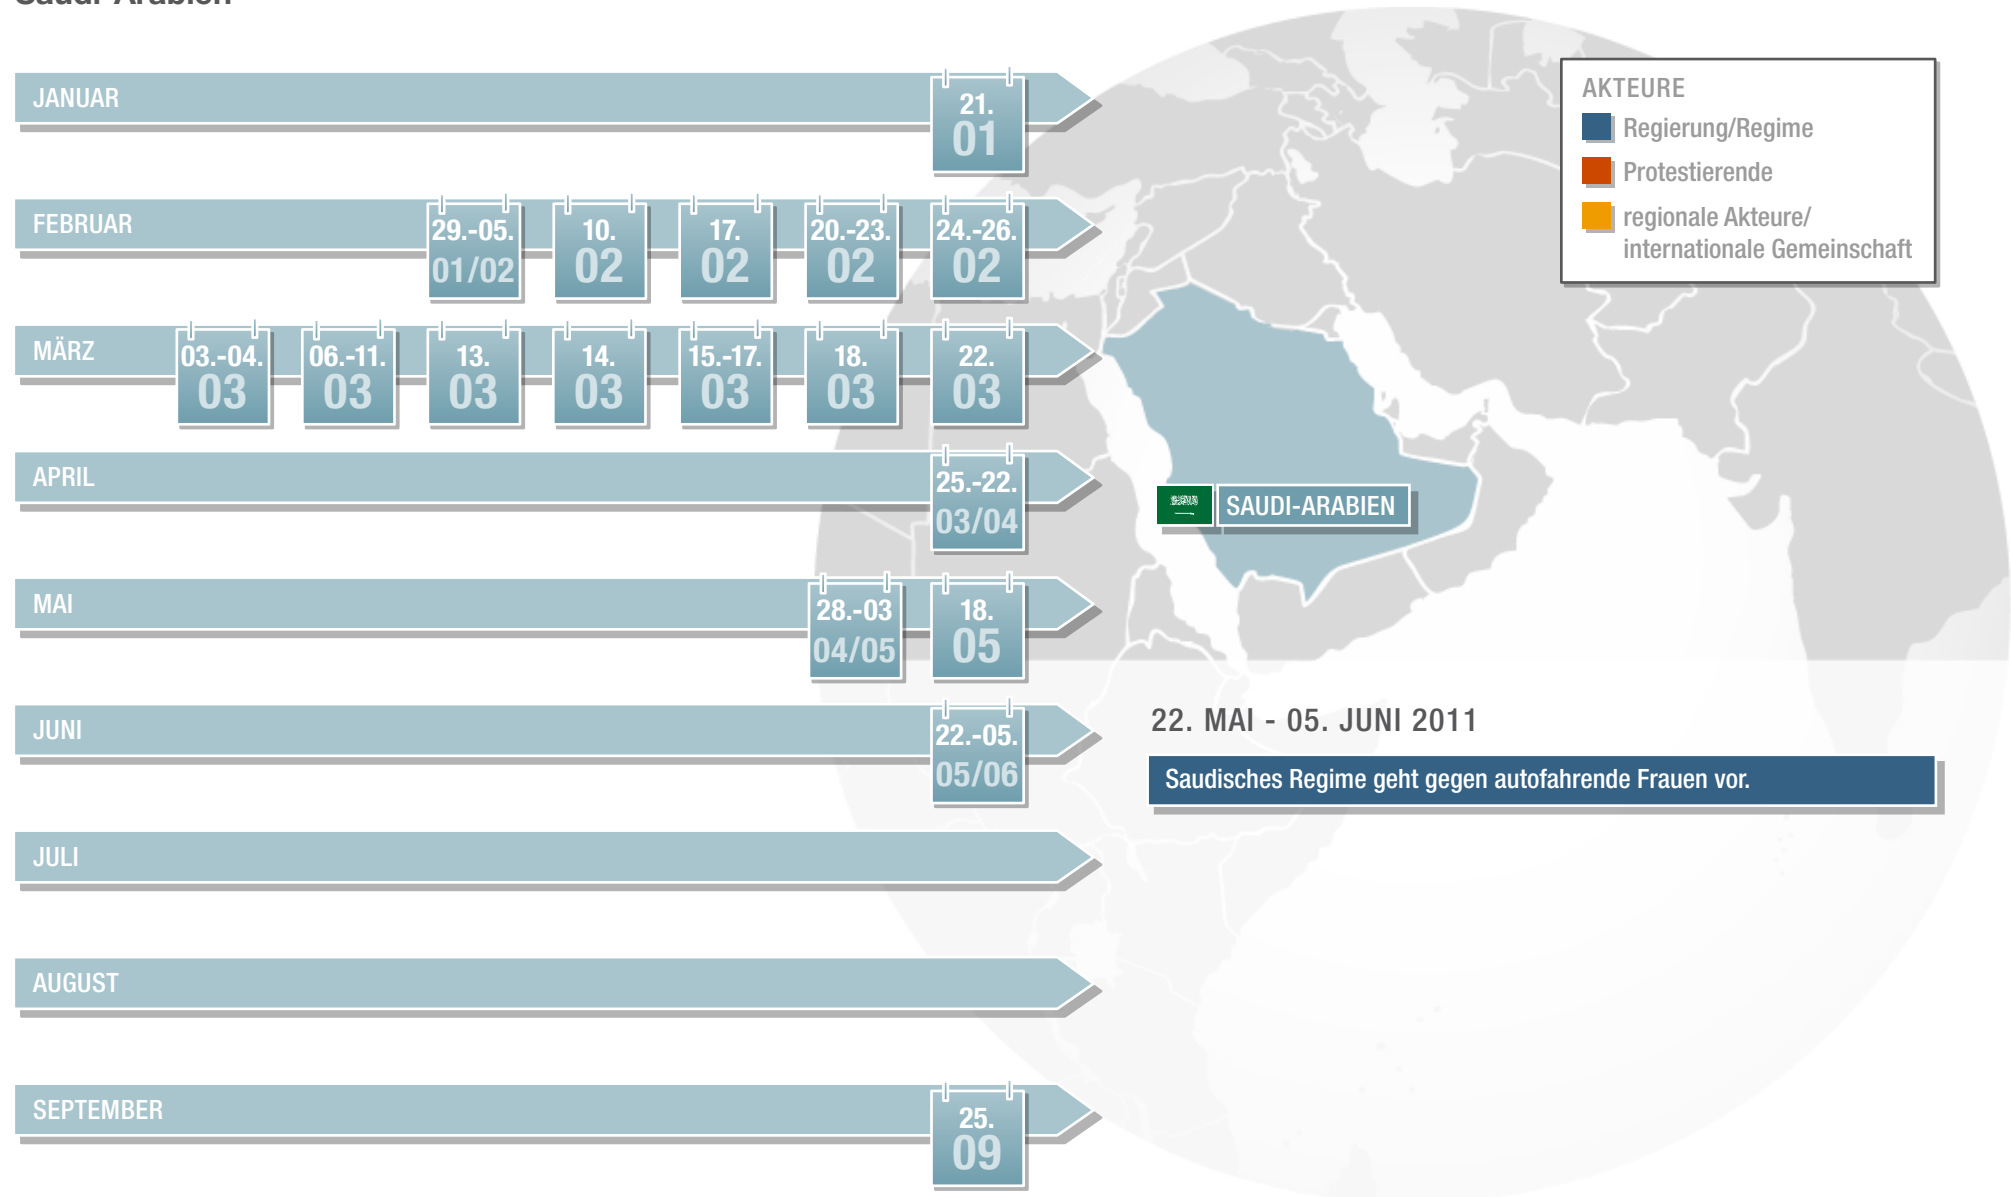 Saudi-Arabien
JANUAR
21.
01
FEBRUAR
29.-05.
01/02
10.
02
17.
02
20.-23.
02
24.-26.
02
MÄRZ
03.-04.
03
06.-11.
03
13.
03
14.
03
15.-17.
03
18.
03
22.
03
APRIL
25.-22.
03/04
MAI
28.-03
04/05
18.
05
JUNI
22.-05.
05/06
JULI
AUGUST
SEPTEMBER
25.
09
AKTEURE
Regierung/Regime
Protestierende
regionale Akteure/
internationale Gemeinschaft
SAUDI-ARABIEN
22. MAI - 05. JUNI 2011
Saudisches Regime geht gegen autofahrende Frauen vor.